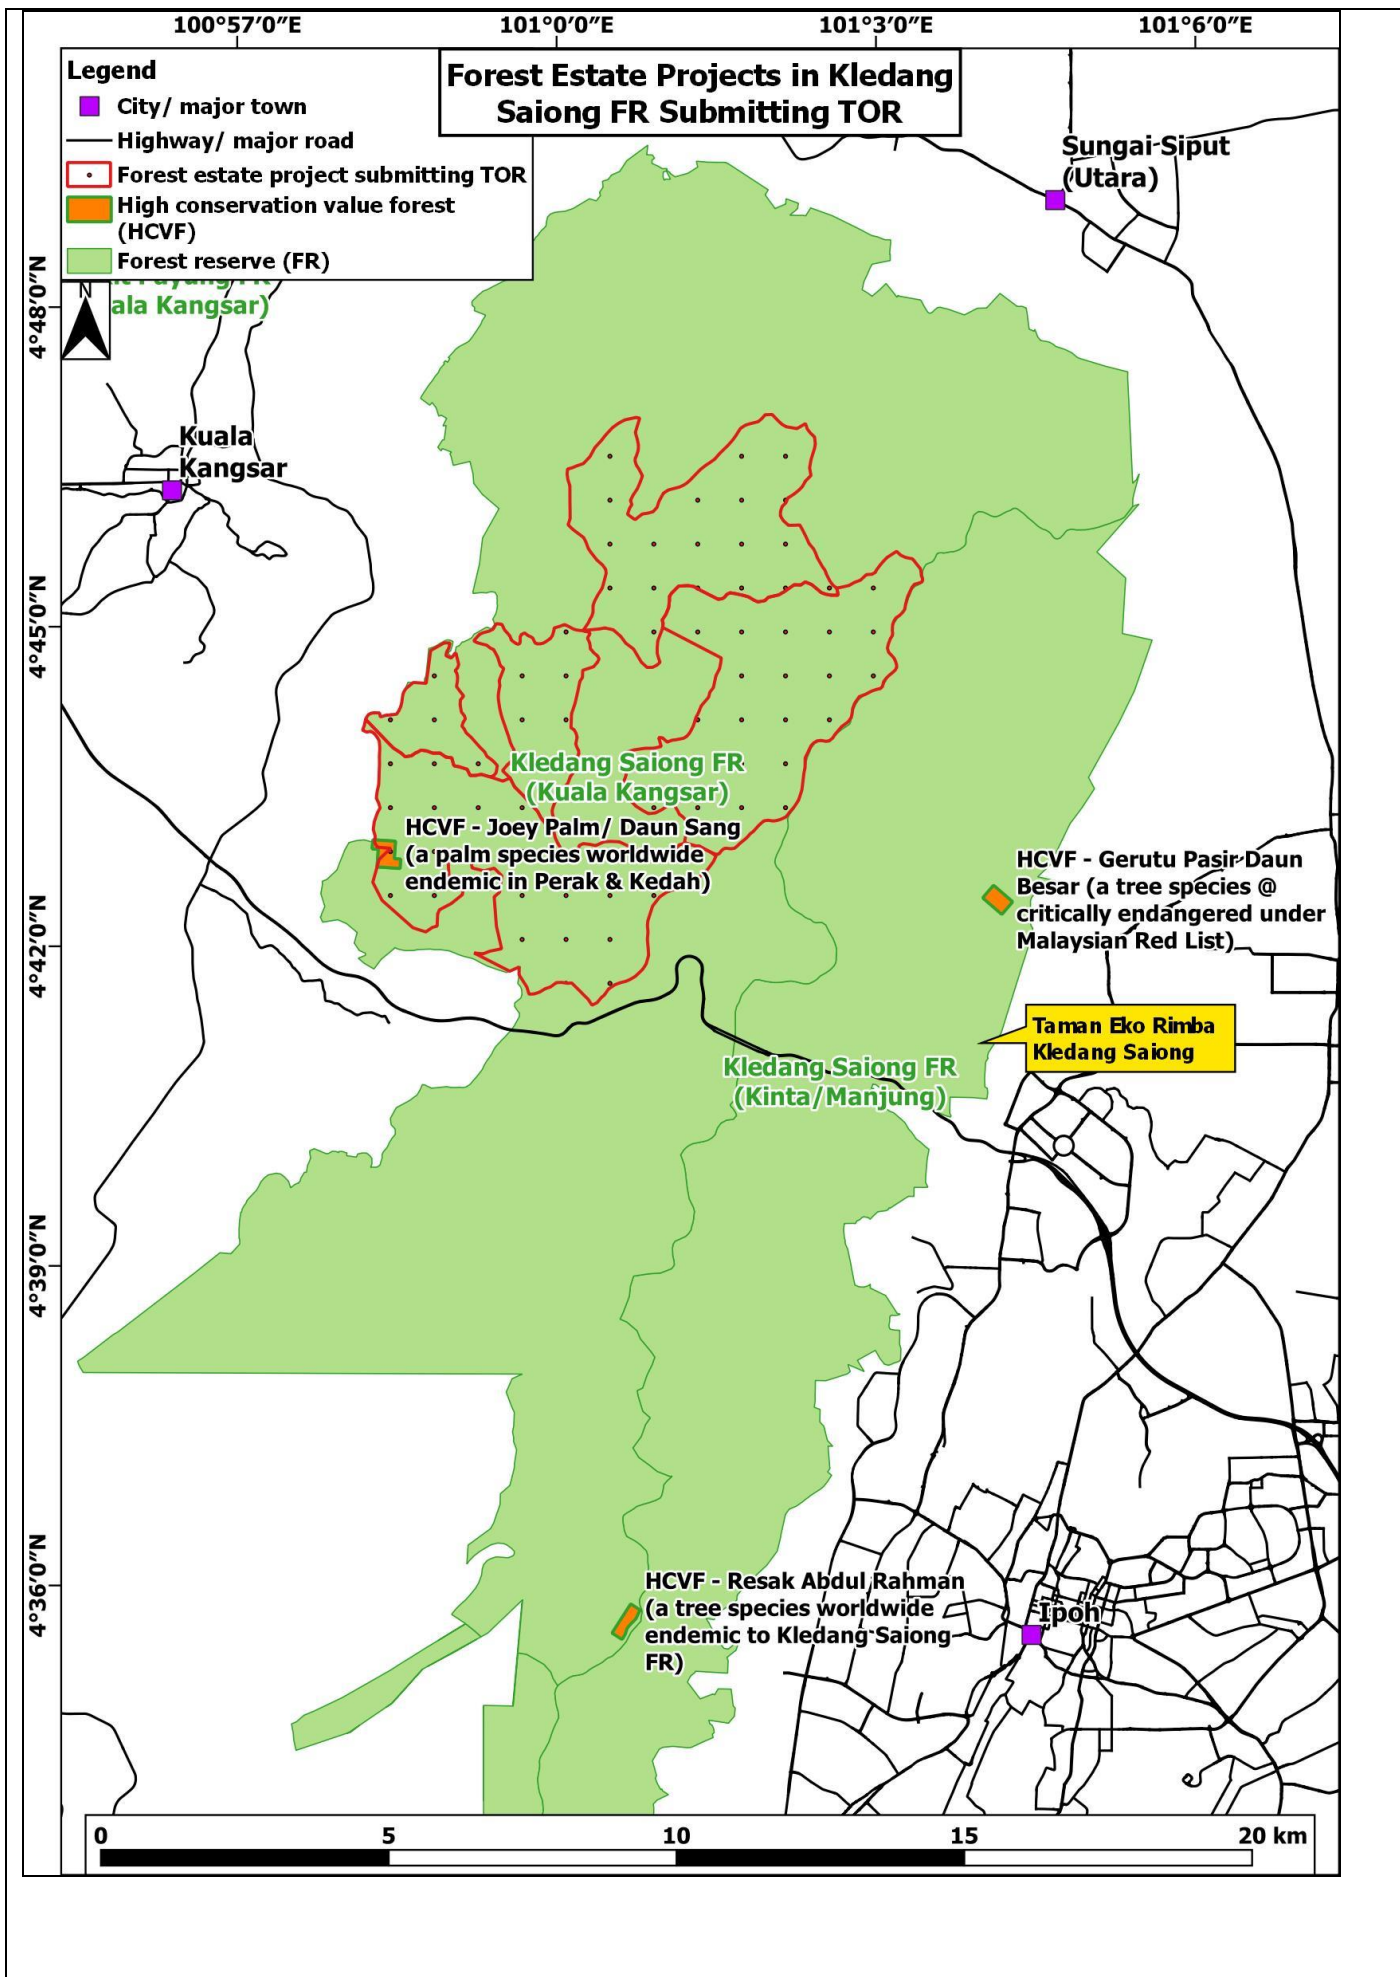 100°57′0″E
101°0′0″E
101°3′0″E
101°6′0″E
Forest Estate Projects in Kledang
Saiong FR Submitting TOR
Legend
City/ major town
Highway/ major road
Forest estate project submitting TOR
High conservation value forest
(HCVF)
Forest reserve (FR)
N
ala Kangsar)
Sungai Siput
(Utara)
Kuala
Kangsar
4°48′0″N
4°45′0″N
4°42′0″N
4°39′0″N
4°36′0″N
Kledang Saiong FR
(Kuala Kangsar)
HCVF - Joey Palm/ Daun Sang
(a palm species worldwide
endemic in Perak & Kedah)
HCVF - Gerutu Pasir Daun
Besar (a tree species @
critically endangered under
Malaysian Red List)
Taman Eko Rimba
Kledang Saiong
Kledang Saiong FR
(Kinta/Manjung)
HCVF - Resak Abdul Rahman
(a tree species worldwide
endemic to Kledang Saiong
FR)
Ipoh
0
5
10
15
20 km